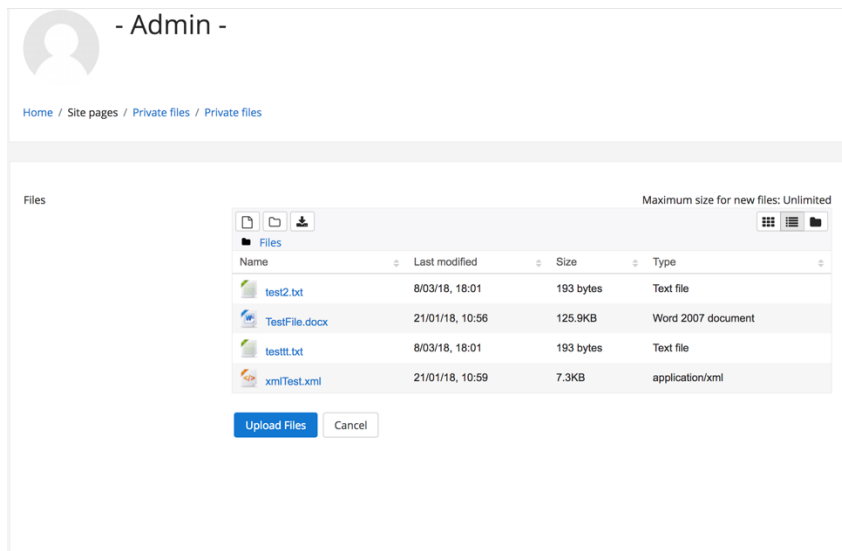 - Admin -
Home / Site pages / Private files / Private files
Files
Maximum size for new files: Unlimited
Files
Name Last modified Size Type
test2.txt 8/03/18, 18:01 193 bytes Text file
TestFile.docx 21/01/18, 10:56 125.9KB Word 2007 document
testtt.txt 8/03/18, 18:01 193 bytes Text file
xmlTest.xml 21/01/18, 10:59 7.3KB application/xml
Upload Files Cancel